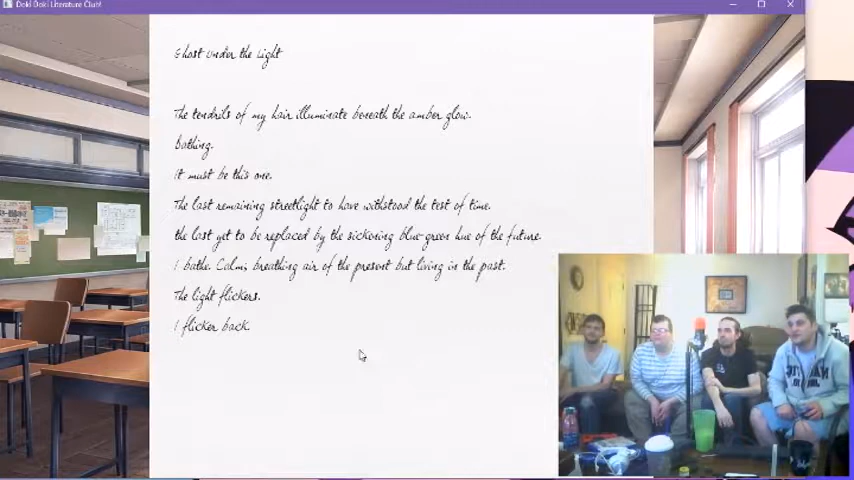 Doki Doki Literature Club!
Ghost Under the Light
The tendrils of my hair illuminate beneath the amber glow.
Bathing.
It must be this one.
The last remaining streetlight to have withstood the test of time.
the last yet to be replaced by the sickening blue-green hue of the future.
I bathe. Calm; breathing air of the present but living in the past.
The light flickers.
I flicker back.